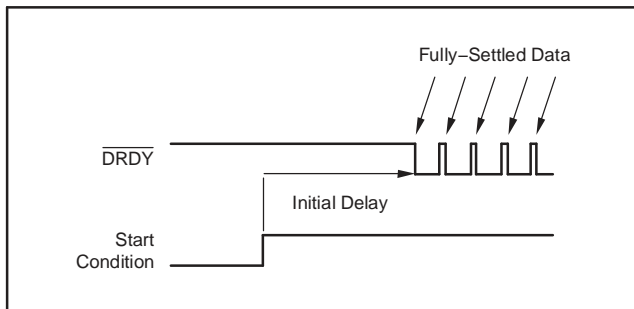 Fully–Settled Data
DRDY
Initial Delay
Start
Condition